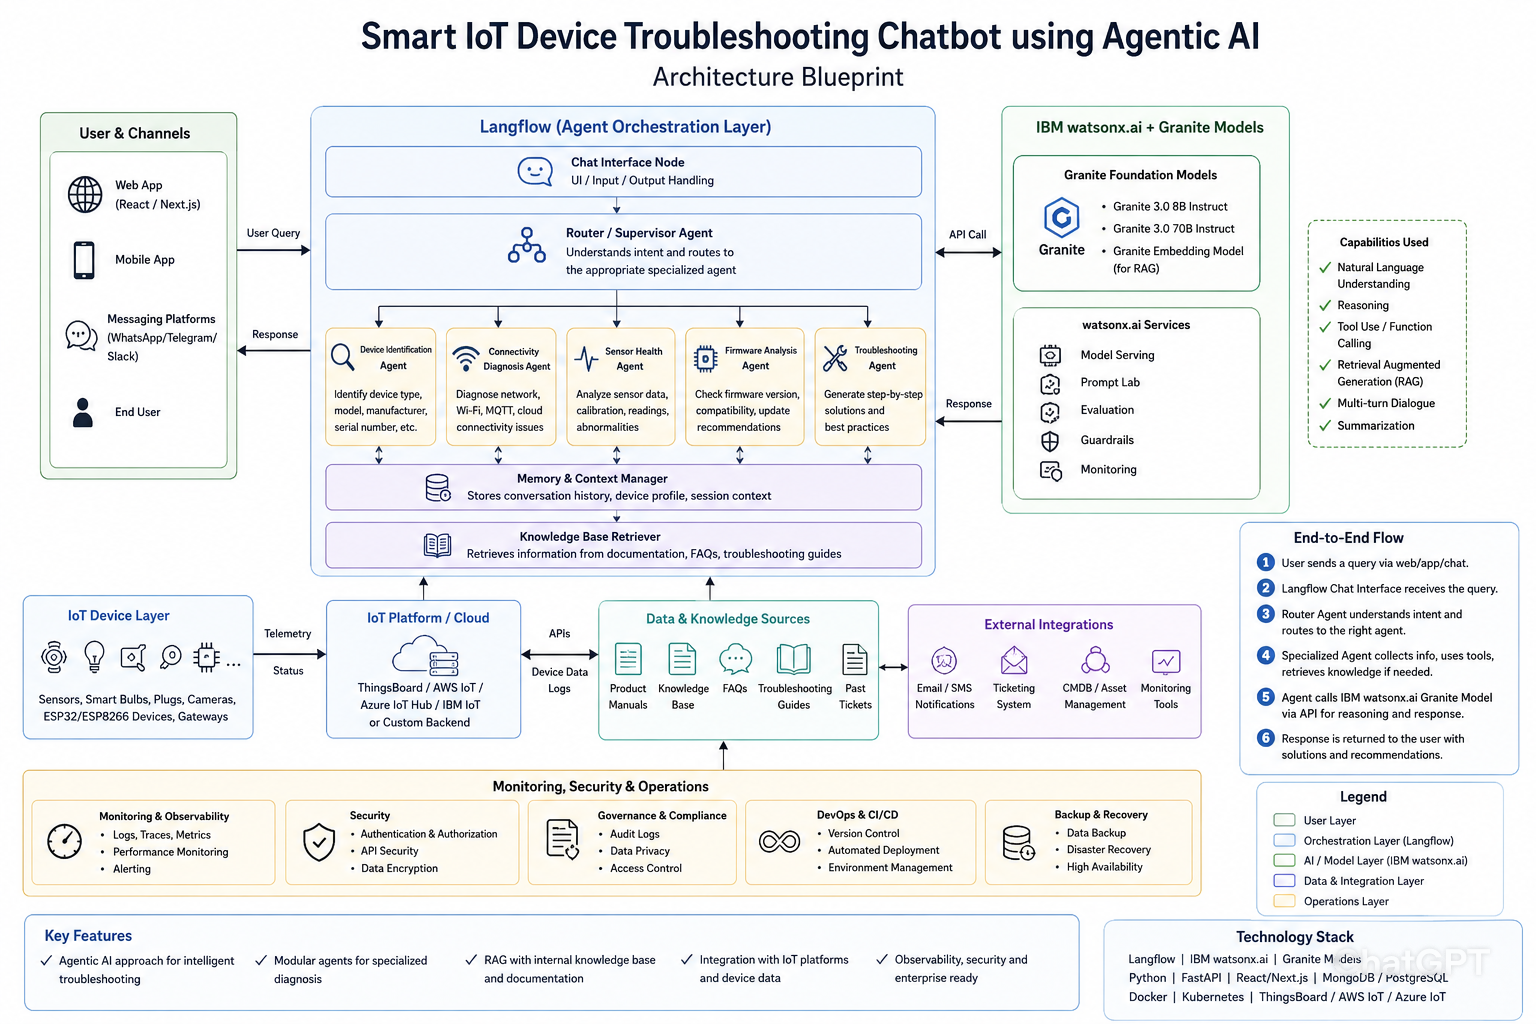 Smart IoT Device Troubleshooting Chatbot using Agentic AI
Architecture Blueprint
User & Channels
Web App
(React / Next.js)
Mobile App
Messaging Platforms
(WhatsApp/Telegram/
Slack)
End User
User Query
Response
Langflow (Agent Orchestration Layer)
Chat Interface Node
UI / Input / Output Handling
Router / Supervisor Agent
Understands intent and routes to
the appropriate specialized agent
Device Identification
Agent
Identify device type,
model, manufacturer,
serial number, etc.
Connectivity
Diagnosis Agent
Diagnose network,
Wi-Fi, MQTT, cloud
connectivity issues
Sensor Health
Agent
Analyze sensor data,
calibration, readings,
abnormalities
Firmware Analysis
Agent
Check firmware version,
compatibility, update
recommendations
Troubleshooting
Agent
Generate step-by-step
solutions and
best practices
Memory & Context Manager
Stores conversation history, device profile, session context
Knowledge Base Retriever
Retrieves information from documentation, FAQs, troubleshooting guides
API Call
Response
IBM watsonx.ai + Granite Models
Granite Foundation Models
Granite
• Granite 3.0 8B Instruct
• Granite 3.0 70B Instruct
• Granite Embedding Model
(for RAG)
watsonx.ai Services
Model Serving
Prompt Lab
Evaluation
Guardrails
Monitoring
Capabilitios Used
Natural Language
Understanding
Reasoning
Tool Use / Function
Calling
Retrieval Augmented
Generation (RAG)
Multi-turn Dialogue
Summarization
IoT Device Layer
...
Sensors, Smart Bulbs, Plugs, Cameras,
ESP32/ESP8266 Devices, Gateways
Telemetry
Status
IoT Platform / Cloud
ThingsBoard / AWS IoT /
Azure IoT Hub / IBM IoT
or Custom Backend
APIs
Device Data
Logs
Data & Knowledge Sources
Product
Manuals
Knowledge
Base
FAQs
Troubleshooting
Guides
Past
Tickets
External Integrations
Email / SMS
Notifications
Ticketing
System
CMDB / Asset
Management
Monitoring
Tools
End-to-End Flow
1 User sends a query via web/app/chat.
2 Langflow Chat Interface receives the query.
3 Router Agent understands intent and
routes to the right agent.
4 Specialized Agent collects info, uses tools,
retrieves knowledge if needed.
5 Agent calls IBM watsonx.ai Granite Model
via API for reasoning and response.
6 Response is returned to the user with
solutions and recommendations.
Monitoring, Security & Operations
Monitoring & Observability
• Logs, Traces, Metrics
• Performance Monitoring
• Alerting
Security
• Authentication & Authorization
• API Security
• Data Encryption
Governance & Compliance
• Audit Logs
• Data Privacy
• Access Control
DevOps & CI/CD
• Version Control
• Automated Deployment
• Environment Management
Backup & Recovery
• Data Backup
• Disaster Recovery
• High Availability
Legend
User Layer
Orchestration Layer (Langflow)
AI / Model Layer (IBM watsonx.ai)
Data & Integration Layer
Operations Layer
Key Features
Agentic AI approach for intelligent
troubleshooting
Modular agents for specialized
diagnosis
RAG with internal knowledge base
and documentation
Integration with IoT platforms
and device data
Observability, security and
enterprise ready
Technology Stack
Langflow | IBM watsonx.ai | Granite Models
Python | FastAPI | React/Next.js | MongoDB / PostgreSQL
Docker | Kubernetes | ThingsBoard / AWS IoT / Azure IoT
ChatGPT